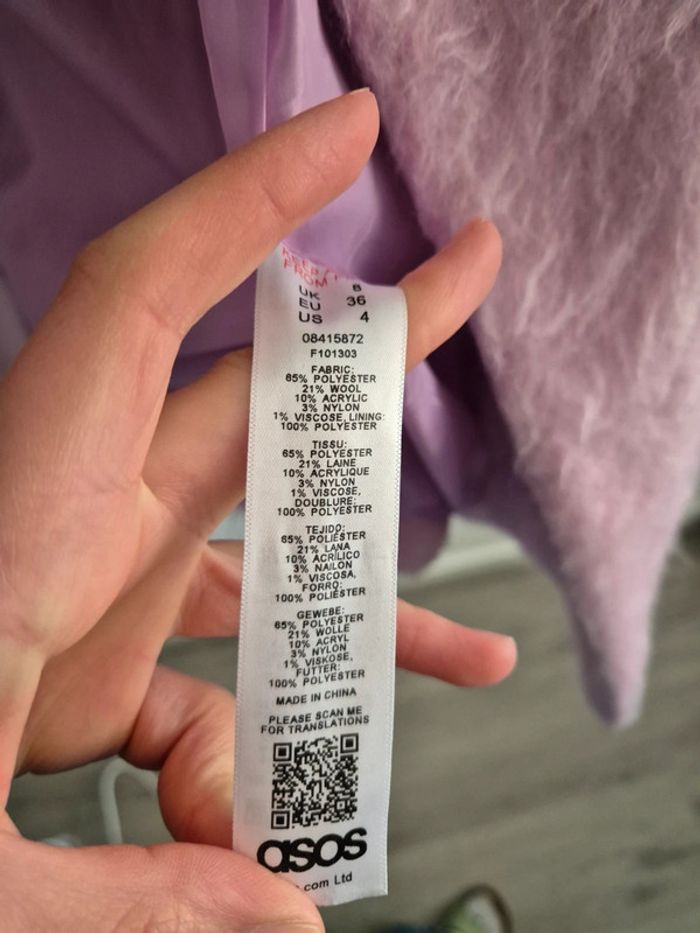 FROM
UK 8
EU 36
US 4
08415872
F101303
FABRIC:
65% POLYESTER
21% WOOL
10% ACRYLIC
3% NYLON
1% VISCOSE, LINING:
100% POLYESTER
TISSU:
65% POLYESTER
21% LAINE
10% ACRYLIQUE
3% NYLON
1% VISCOSE,
DOUBLURE:
100% POLYESTER
TEJIDO:
65% POLIÉSTER
21% LANA
10% ACRÍLICO
3% NAILON
1% VISCOSA,
FORRO:
100% POLIÉSTER
GEWEBE:
65% POLYESTER
21% WOLLE
10% ACRYL
3% NYLON
1% VISKOSE,
FUTTER:
100% POLYESTER
MADE IN CHINA
PLEASE SCAN ME
FOR TRANSLATIONS
asos
.com Ltd